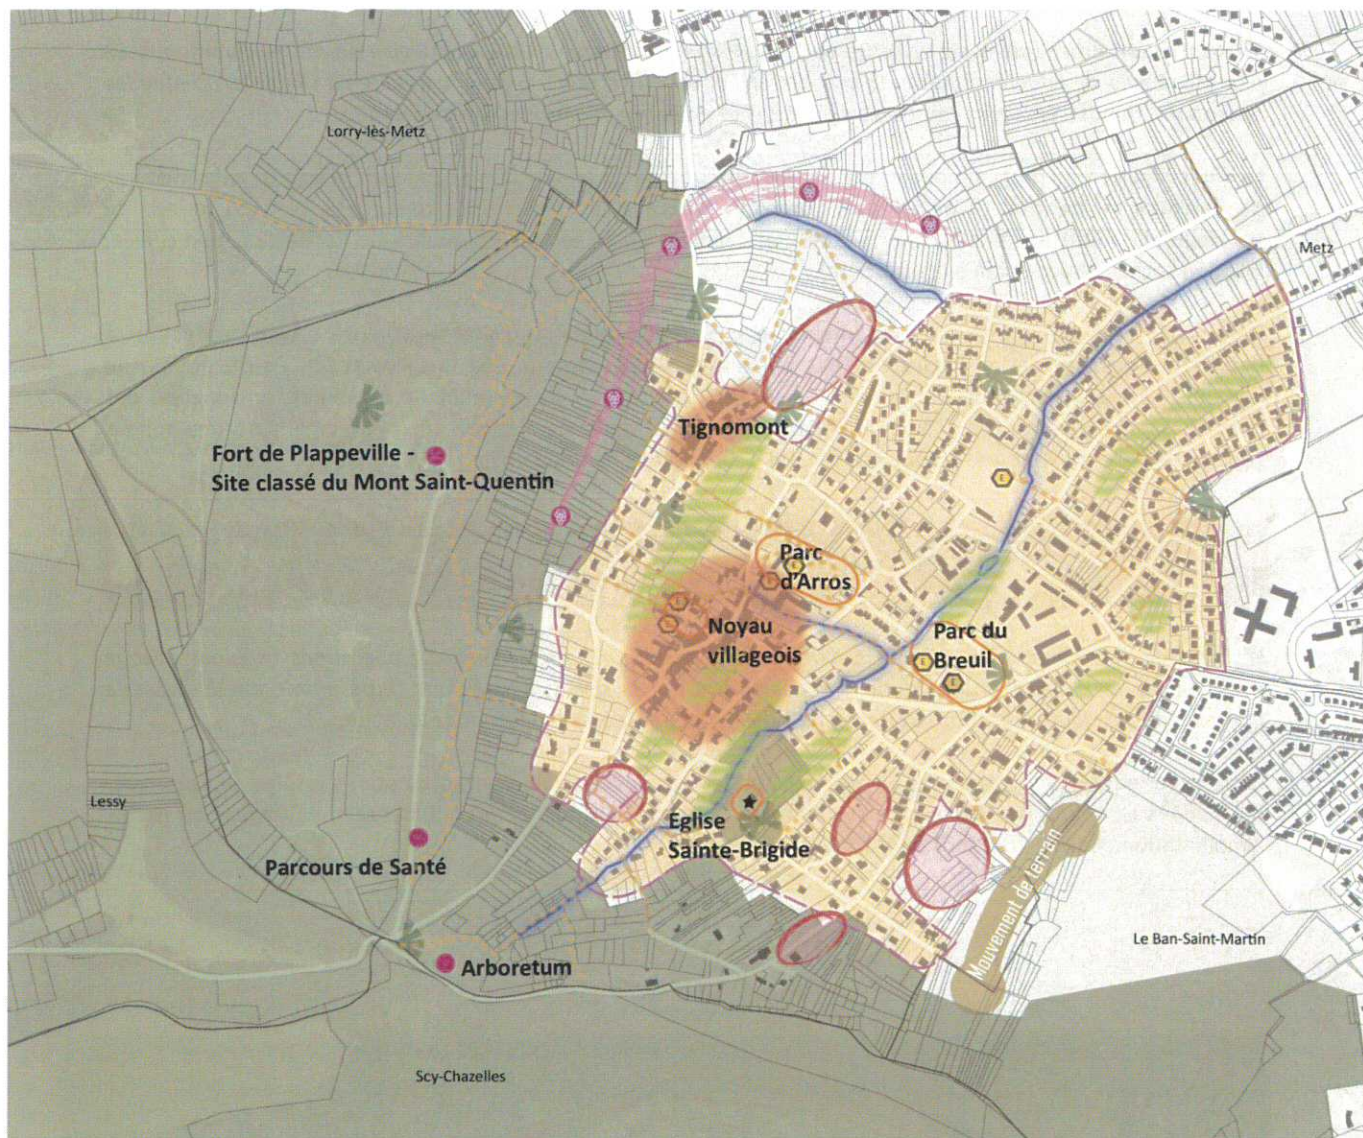 Lorry-lès-Metz
Metz
Tignomont
Fort de Plappeville -
Site classé du Mont Saint-Quentin
E
Parc
E
d'Arros
Noyau
villageois
Parc du
Breuil
E
E
Lessy
Eglise
Sainte-Brigide
Parcours de Santé
Mouvement de terrain
Le Ban-Saint-Martin
Arboretum
Scy-Chazelles